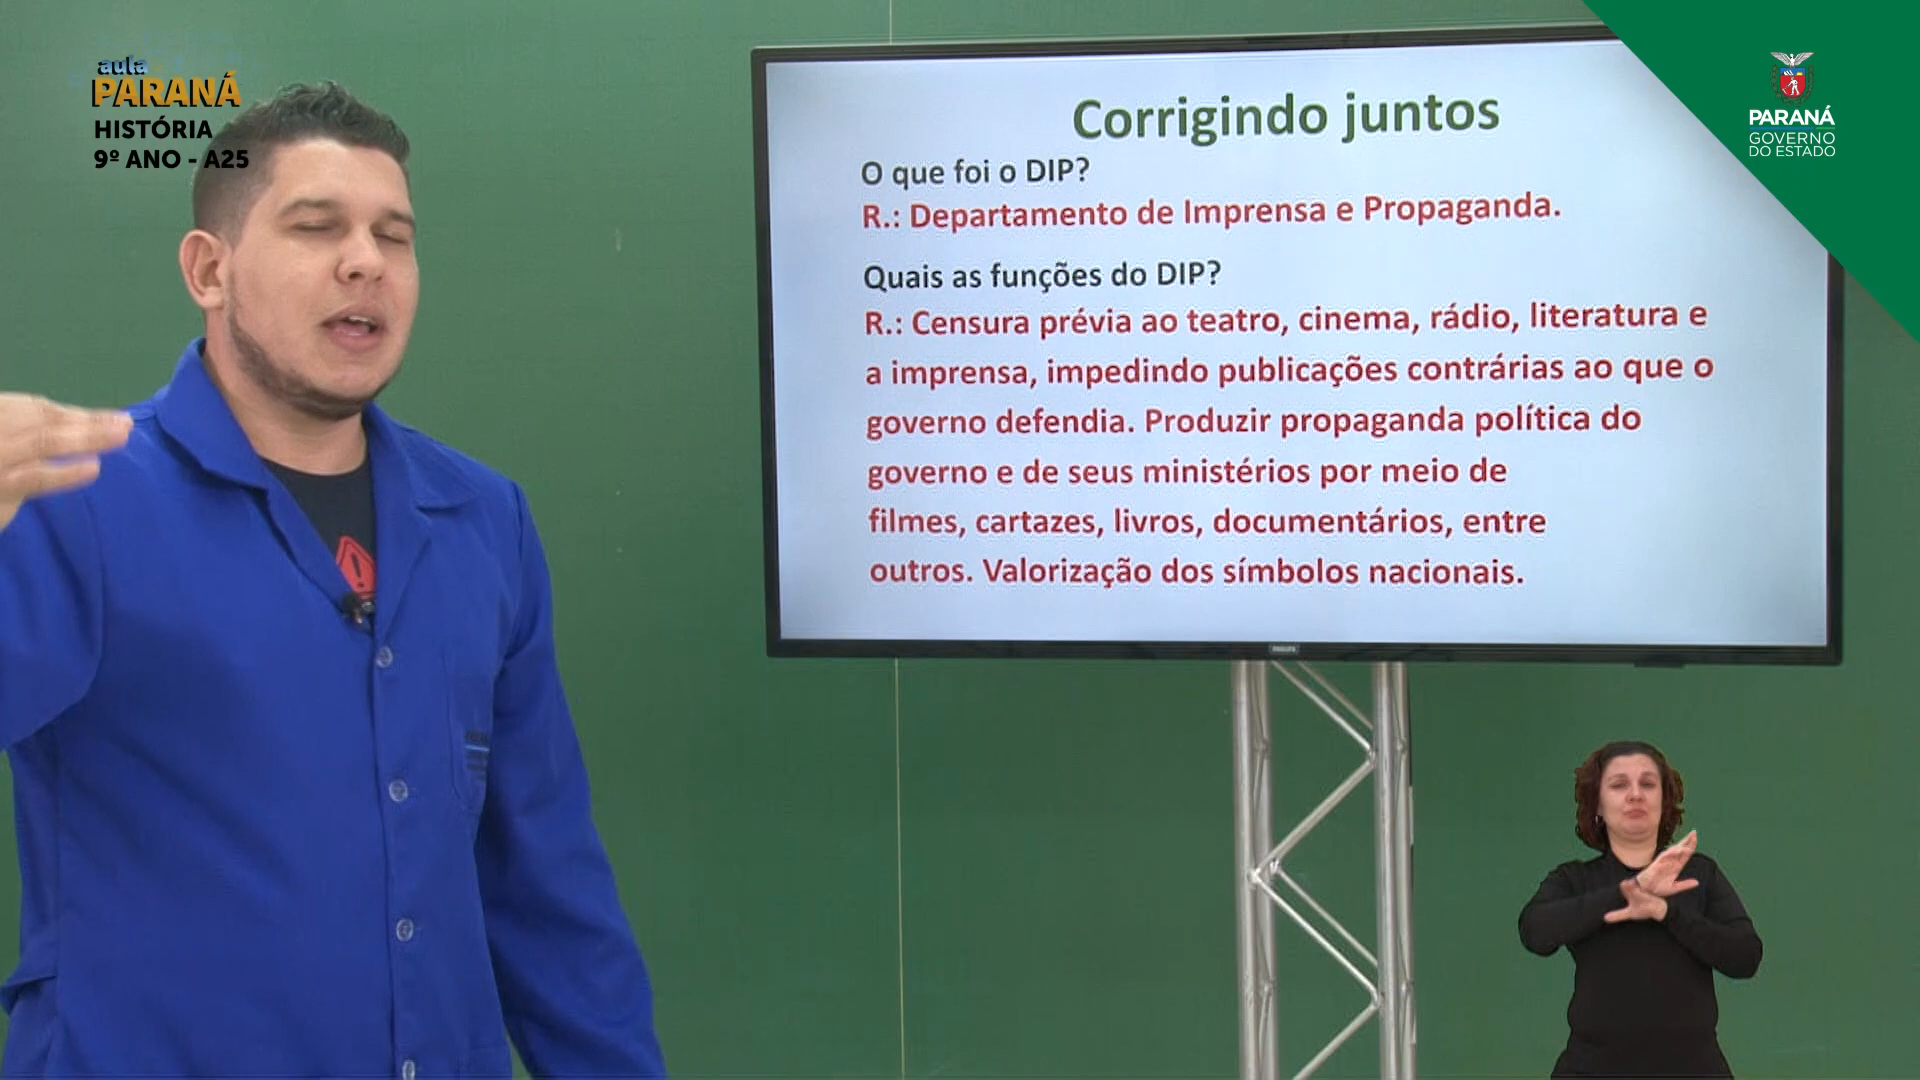 aula
PARANÁ
HISTÓRIA
9º ANO - A25
Corrigindo juntos
O que foi o DIP?
R.: Departamento de Imprensa e Propaganda.
Quais as funções do DIP?
R.: Censura prévia ao teatro, cinema, rádio, literatura e
a imprensa, impedindo publicações contrárias ao que o
governo defendia. Produzir propaganda política do
governo e de seus ministérios por meio de
filmes, cartazes, livros, documentários, entre
outros. Valorização dos símbolos nacionais.
PARANÁ
GOVERNO
DO ESTADO
PHILIPS